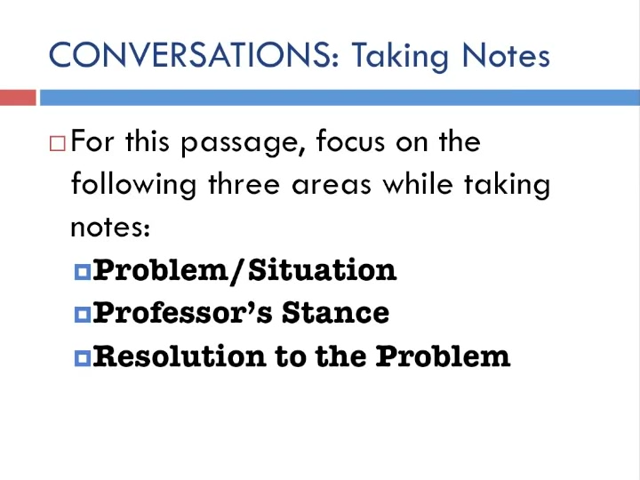 CONVERSATIONS: Taking Notes
For this passage, focus on the
following three areas while taking
notes:
Problem/Situation
Professor’s Stance
Resolution to the Problem